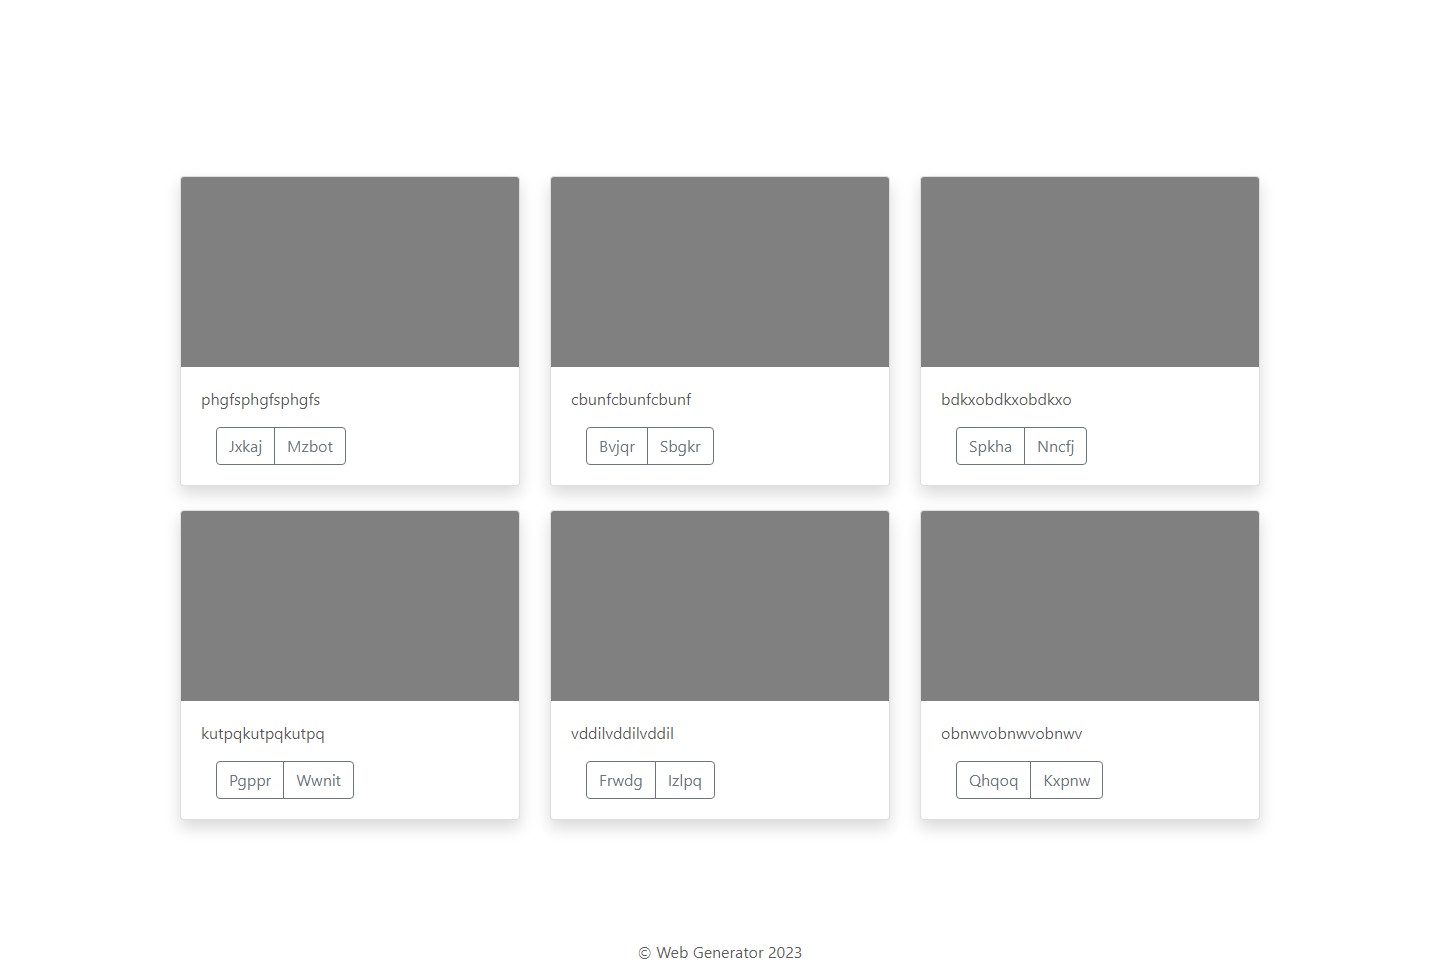 phgfsphgfsphgfs
cbunfcbunfcbunf
bdkxobdkxobdkxo
Jxkaj Mzbot
Bvjqr Sbgkr
Spkha Nncfj
kutpqkutpqkutpq
vddilvddilvddil
obnwvobnwvobnwv
Pgppr Wwnit
Frwdg Izlpq
Qhqoq Kxpnw
© Web Generator 2023